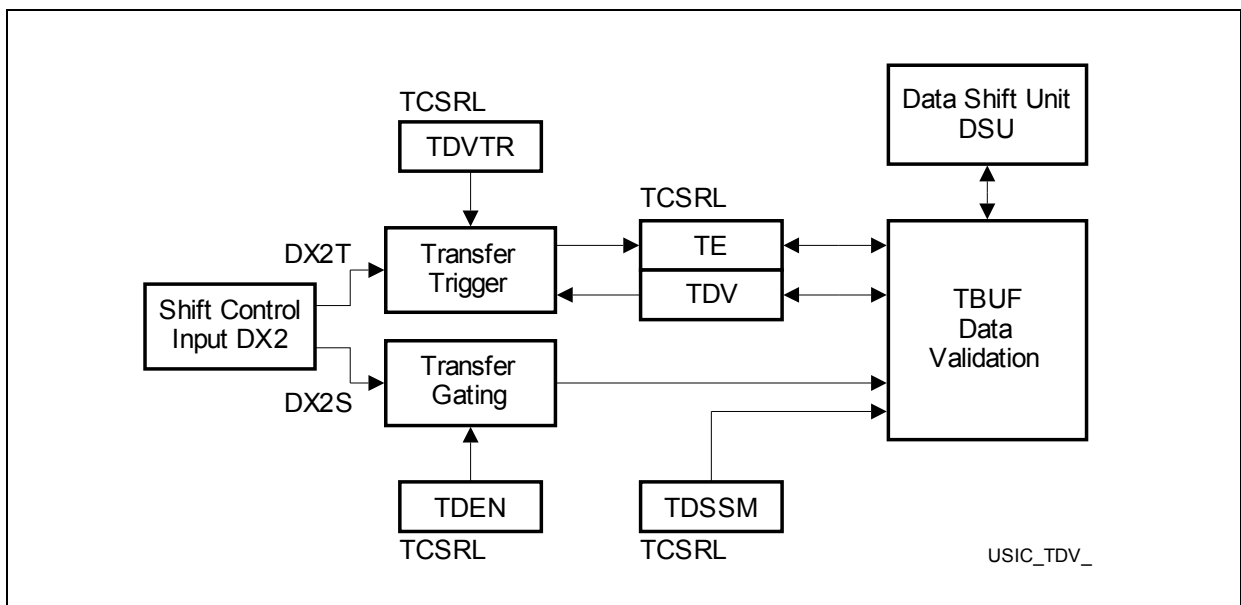 TCSRL
TDVTR
Data Shift Unit
DSU
TCSRL
DX2T
Transfer
Trigger
TE
TDV
Shift Control
Input DX2
TBUF
Data
Validation
Transfer
Gating
DX2S
TDEN
TCSRL
TDSSM
TCSRL
USIC_TDV_